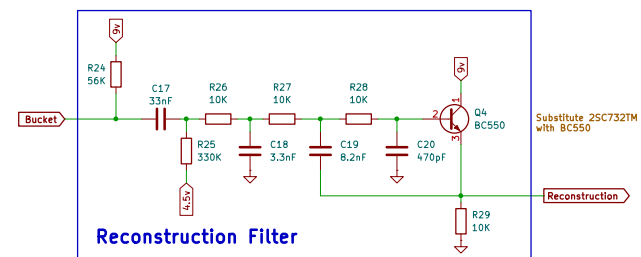 9v
R24
56K
C17
33nF
R26
10K
R27
10K
R28
10K
9v
1
2
3
Q4
BC550
Substitute 2SC732TM
with BC550
Bucket
R25
330K
C18
3.3nF
C19
8.2nF
C20
470pF
4.5v
Reconstruction
R29
10K
Reconstruction Filter